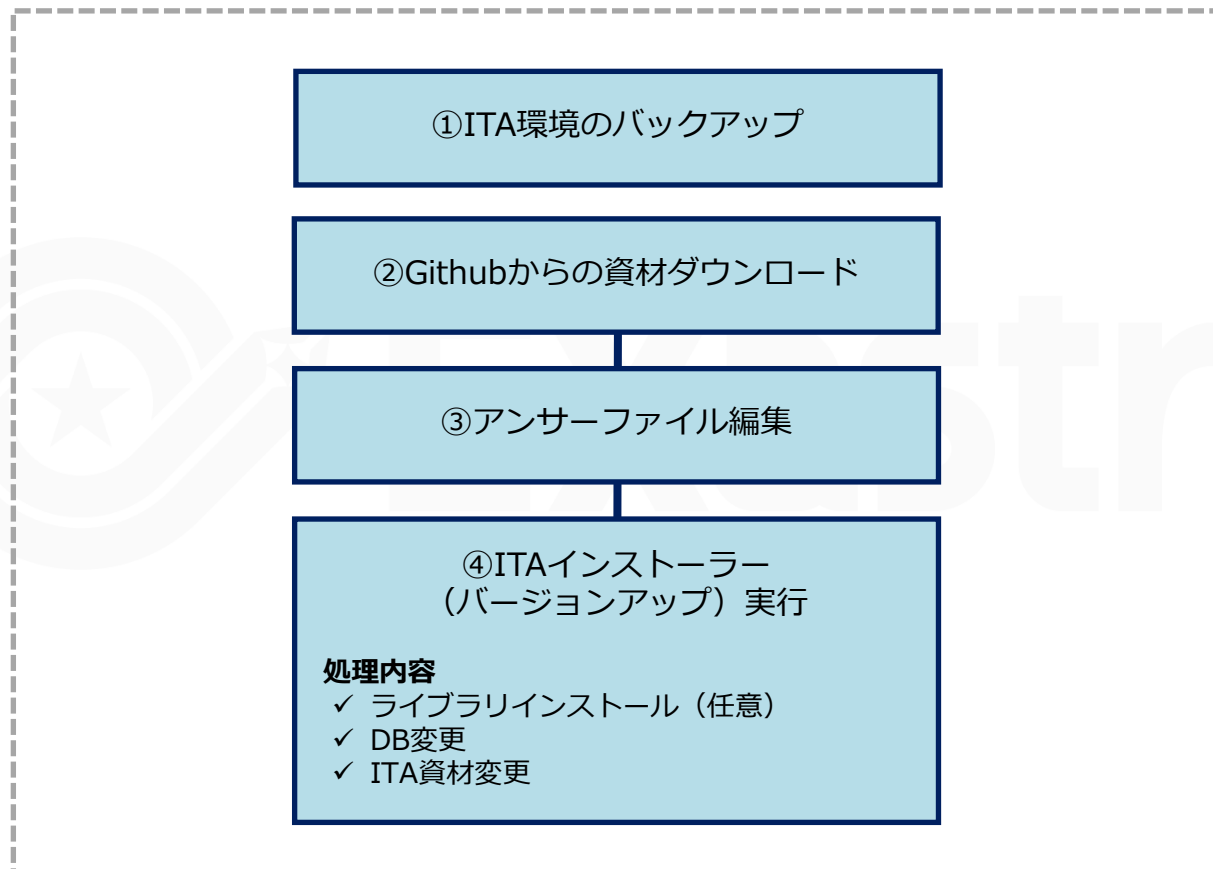 ①ITA環境のバックアップ
②Githubからの資材ダウンロード
③アンサーファイル編集
④ITAインストーラー
（バージョンアップ）実行
処理内容
✓ ライブラリインストール（任意）
✓ DB変更
✓ ITA資材変更
Exastr